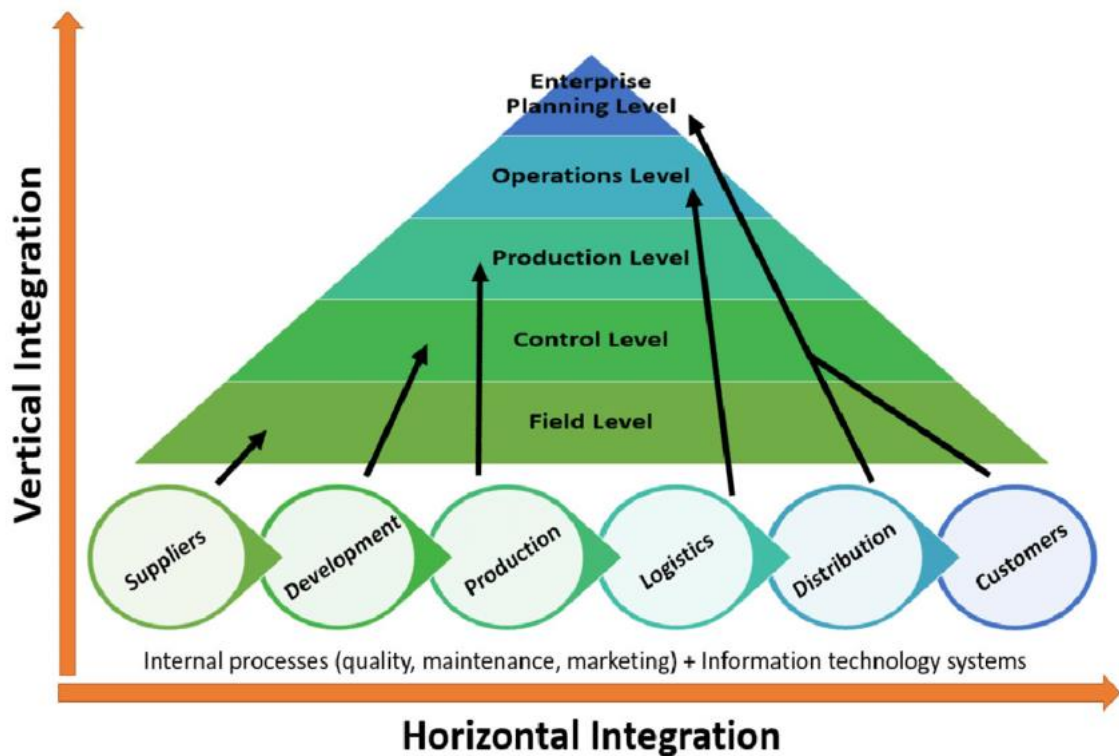 Enterprise
Planning Level
Operations Level
Production Level
Control Level
Field Level
Vertical Integration
Suppliers
Development
Production
Logistics
Distribution
Customers
Internal processes (quality, maintenance, marketing) + Information technology systems
Horizontal Integration